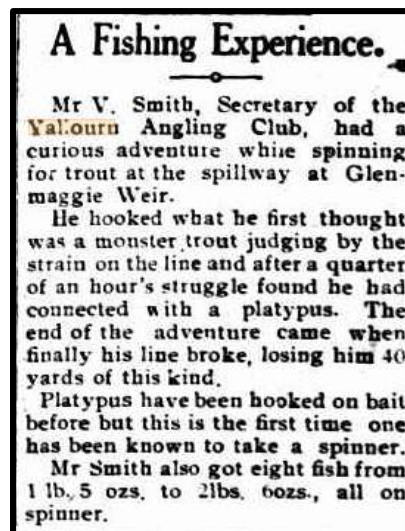 A Fishing Experience.
Mr V. Smith, Secretary of the
Yallourn Angling Club, had a
curious adventure while spinning
for trout at the spillway at Glen-
maggie Weir.
He hooked what he first thought
was a monster trout judging by the
strain on the line and after a quarter
of an hour's struggle found he had
connected with a platypus. The
end of the adventure came when
finally his line broke, losing him 40
yards of this kind.
Platypus have been hooked on bait
before but this is the first time one
has been known to take a spinner.
Mr Smith also got eight fish from
1 lb., 5 ozs. to 2lbs. 6ozs., all on
spinner.